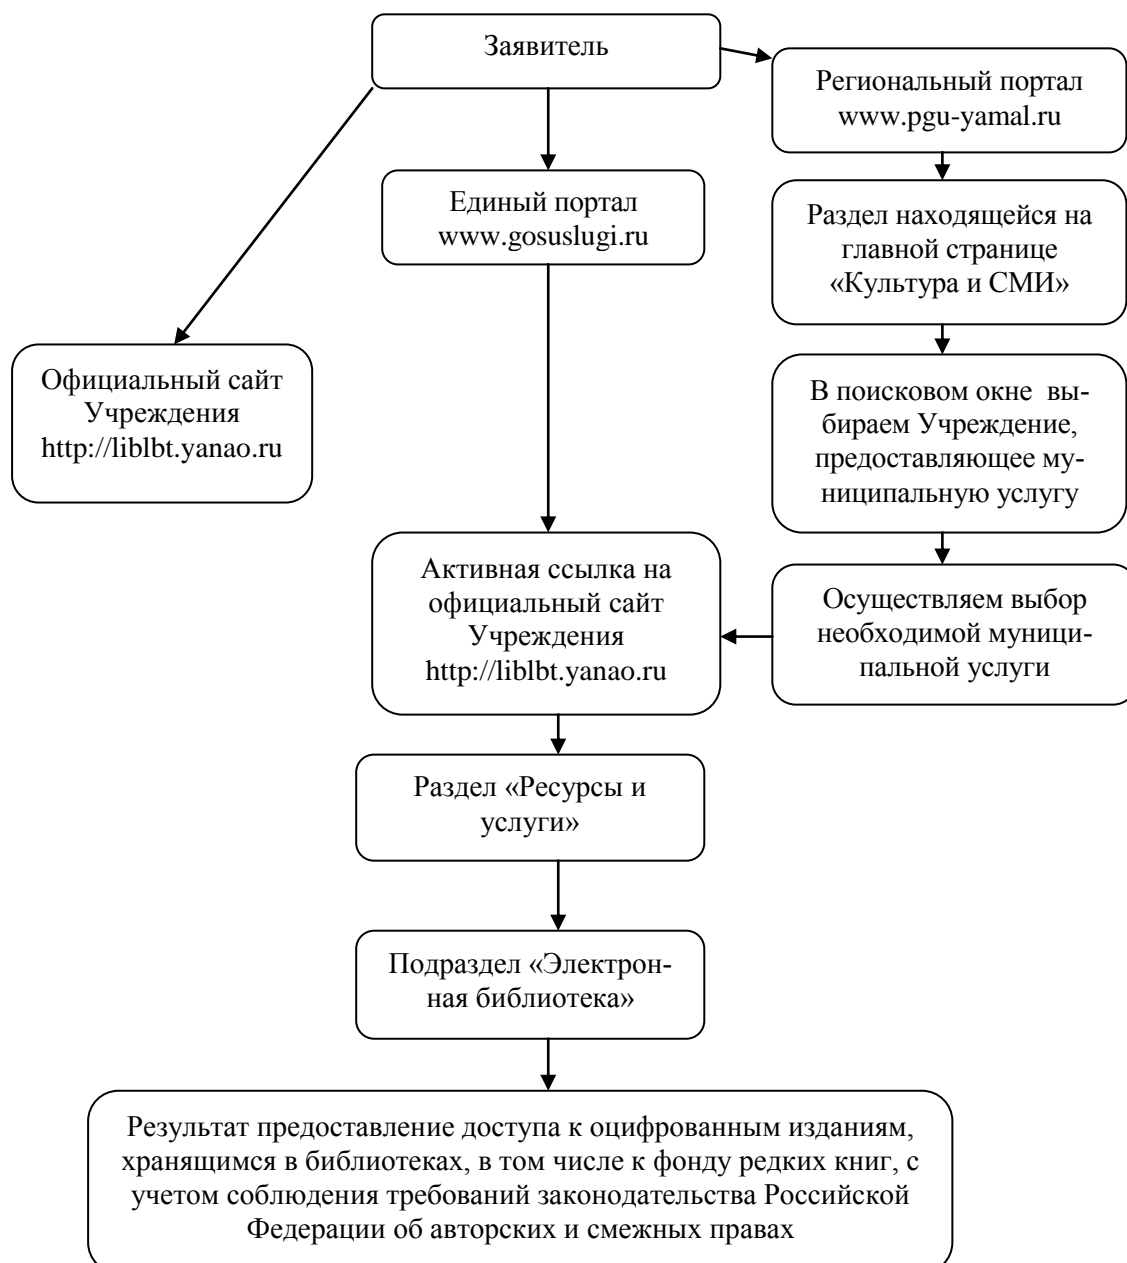 Заявитель
Региональный портал
www.pgu-yamal.ru
Единый портал
www.gosuslugi.ru
Раздел находящейся на
главной странице
«Культура и СМИ»
Официальный сайт
Учреждения
http://liblbt.yanao.ru
В поисковом окне вы-
бираем Учреждение,
предоставляющее му-
ниципальную услугу
Активная ссылка на
официальный сайт
Учреждения
http://liblbt.yanao.ru
Осуществляем выбор
необходимой муници-
пальной услуги
Раздел «Ресурсы и
услуги»
Подраздел «Электрон-
ная библиотека»
Результат предоставление доступа к оцифрованным изданиям,
хранящимся в библиотеках, в том числе к фонду редких книг, с
учетом соблюдения требований законодательства Российской
Федерации об авторских и смежных правах